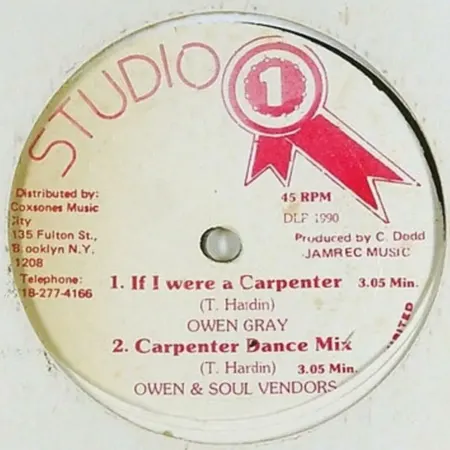 STUDIO
1
Distributed by:
Coxsones Music
City
135 Fulton St.,
Brooklyn N.Y.
1208
Telephone:
18-277-4166
45 RPM
DLP 1990
Produced by C. Dodd
JAMREC MUSIC
1. If I were a Carpenter 3.05 Min.
(T. Hardin)
OWEN GRAY
2. Carpenter Dance Mix
(T. Hardin) 3.05 Min.
OWEN & SOUL VENDORS